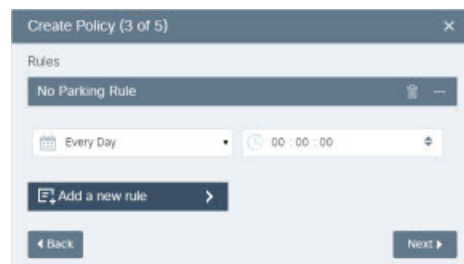 Create Policy (3 of 5)
Rules
No Parking Rule
Every Day
00 : 00 : 00
Add a new rule
Back
Next